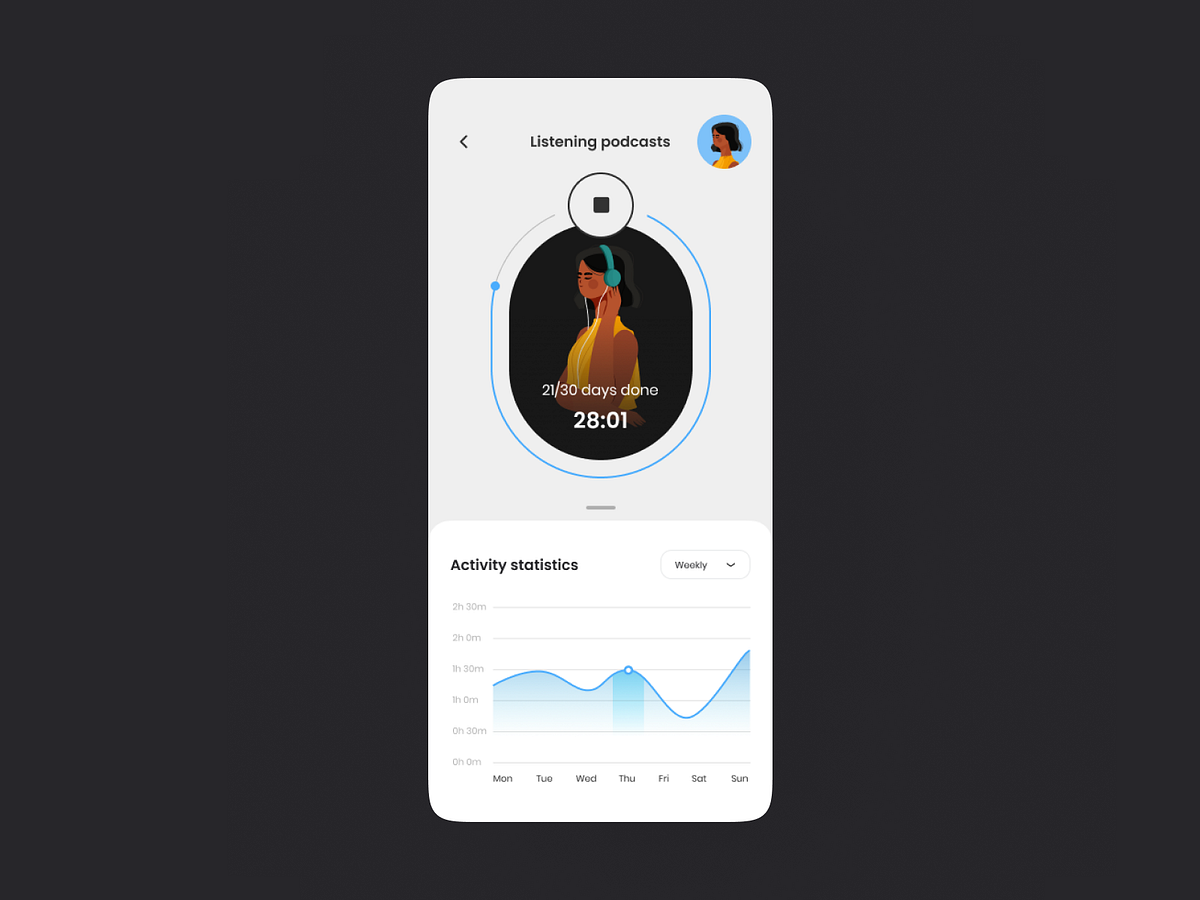 Listening podcasts
21/30 days done
28:01
Activity statistics
Weekly
2h 30m
2h 0m
1h 30m
1h 0m
0h 30m
0h 0m
Mon Tue Wed Thu Fri Sat Sun